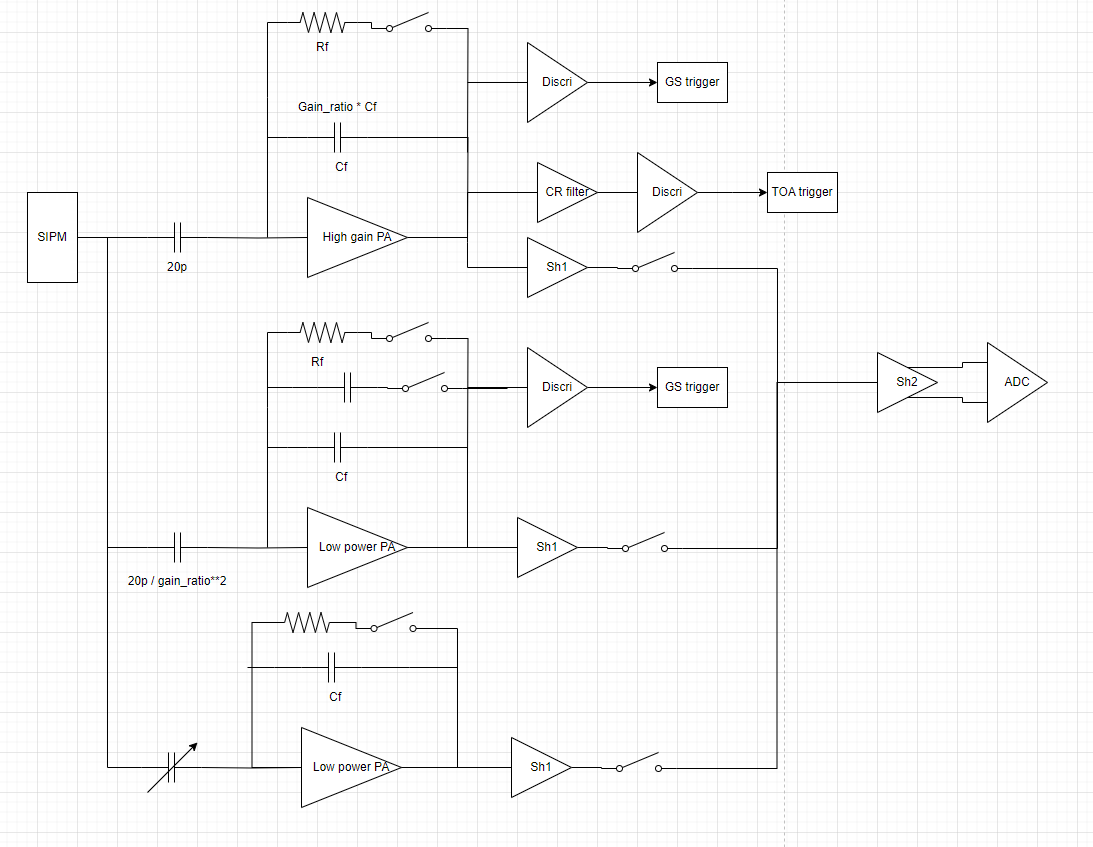 Rf
Discri
GS trigger
Gain_ratio * Cf
Cf
CR filter
Discri
TOA trigger
SIPM
High gain PA
20p
Sh1
Rf
Discri
GS trigger
Sh2
ADC
Cf
Low power PA
Sh1
20p / gain_ratio**2
Cf
Low power PA
Sh1